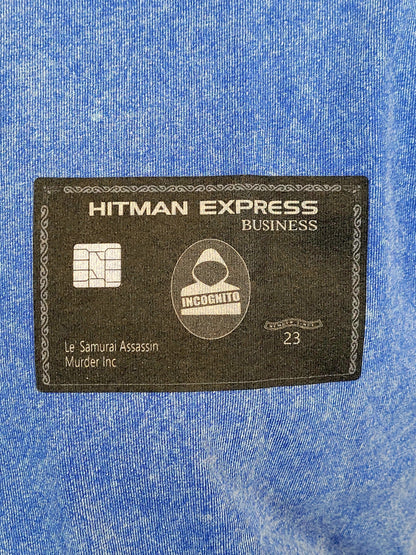 HITMAN EXPRESS
BUSINESS
INCOGNITO
23
Le Samurai Assassin
Murder Inc